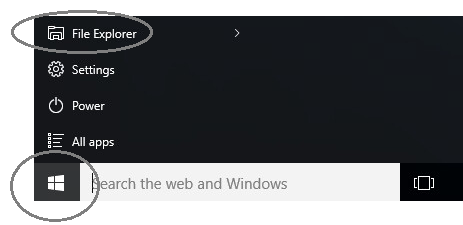 File Explorer
Settings
Power
All apps
Search the web and Windows